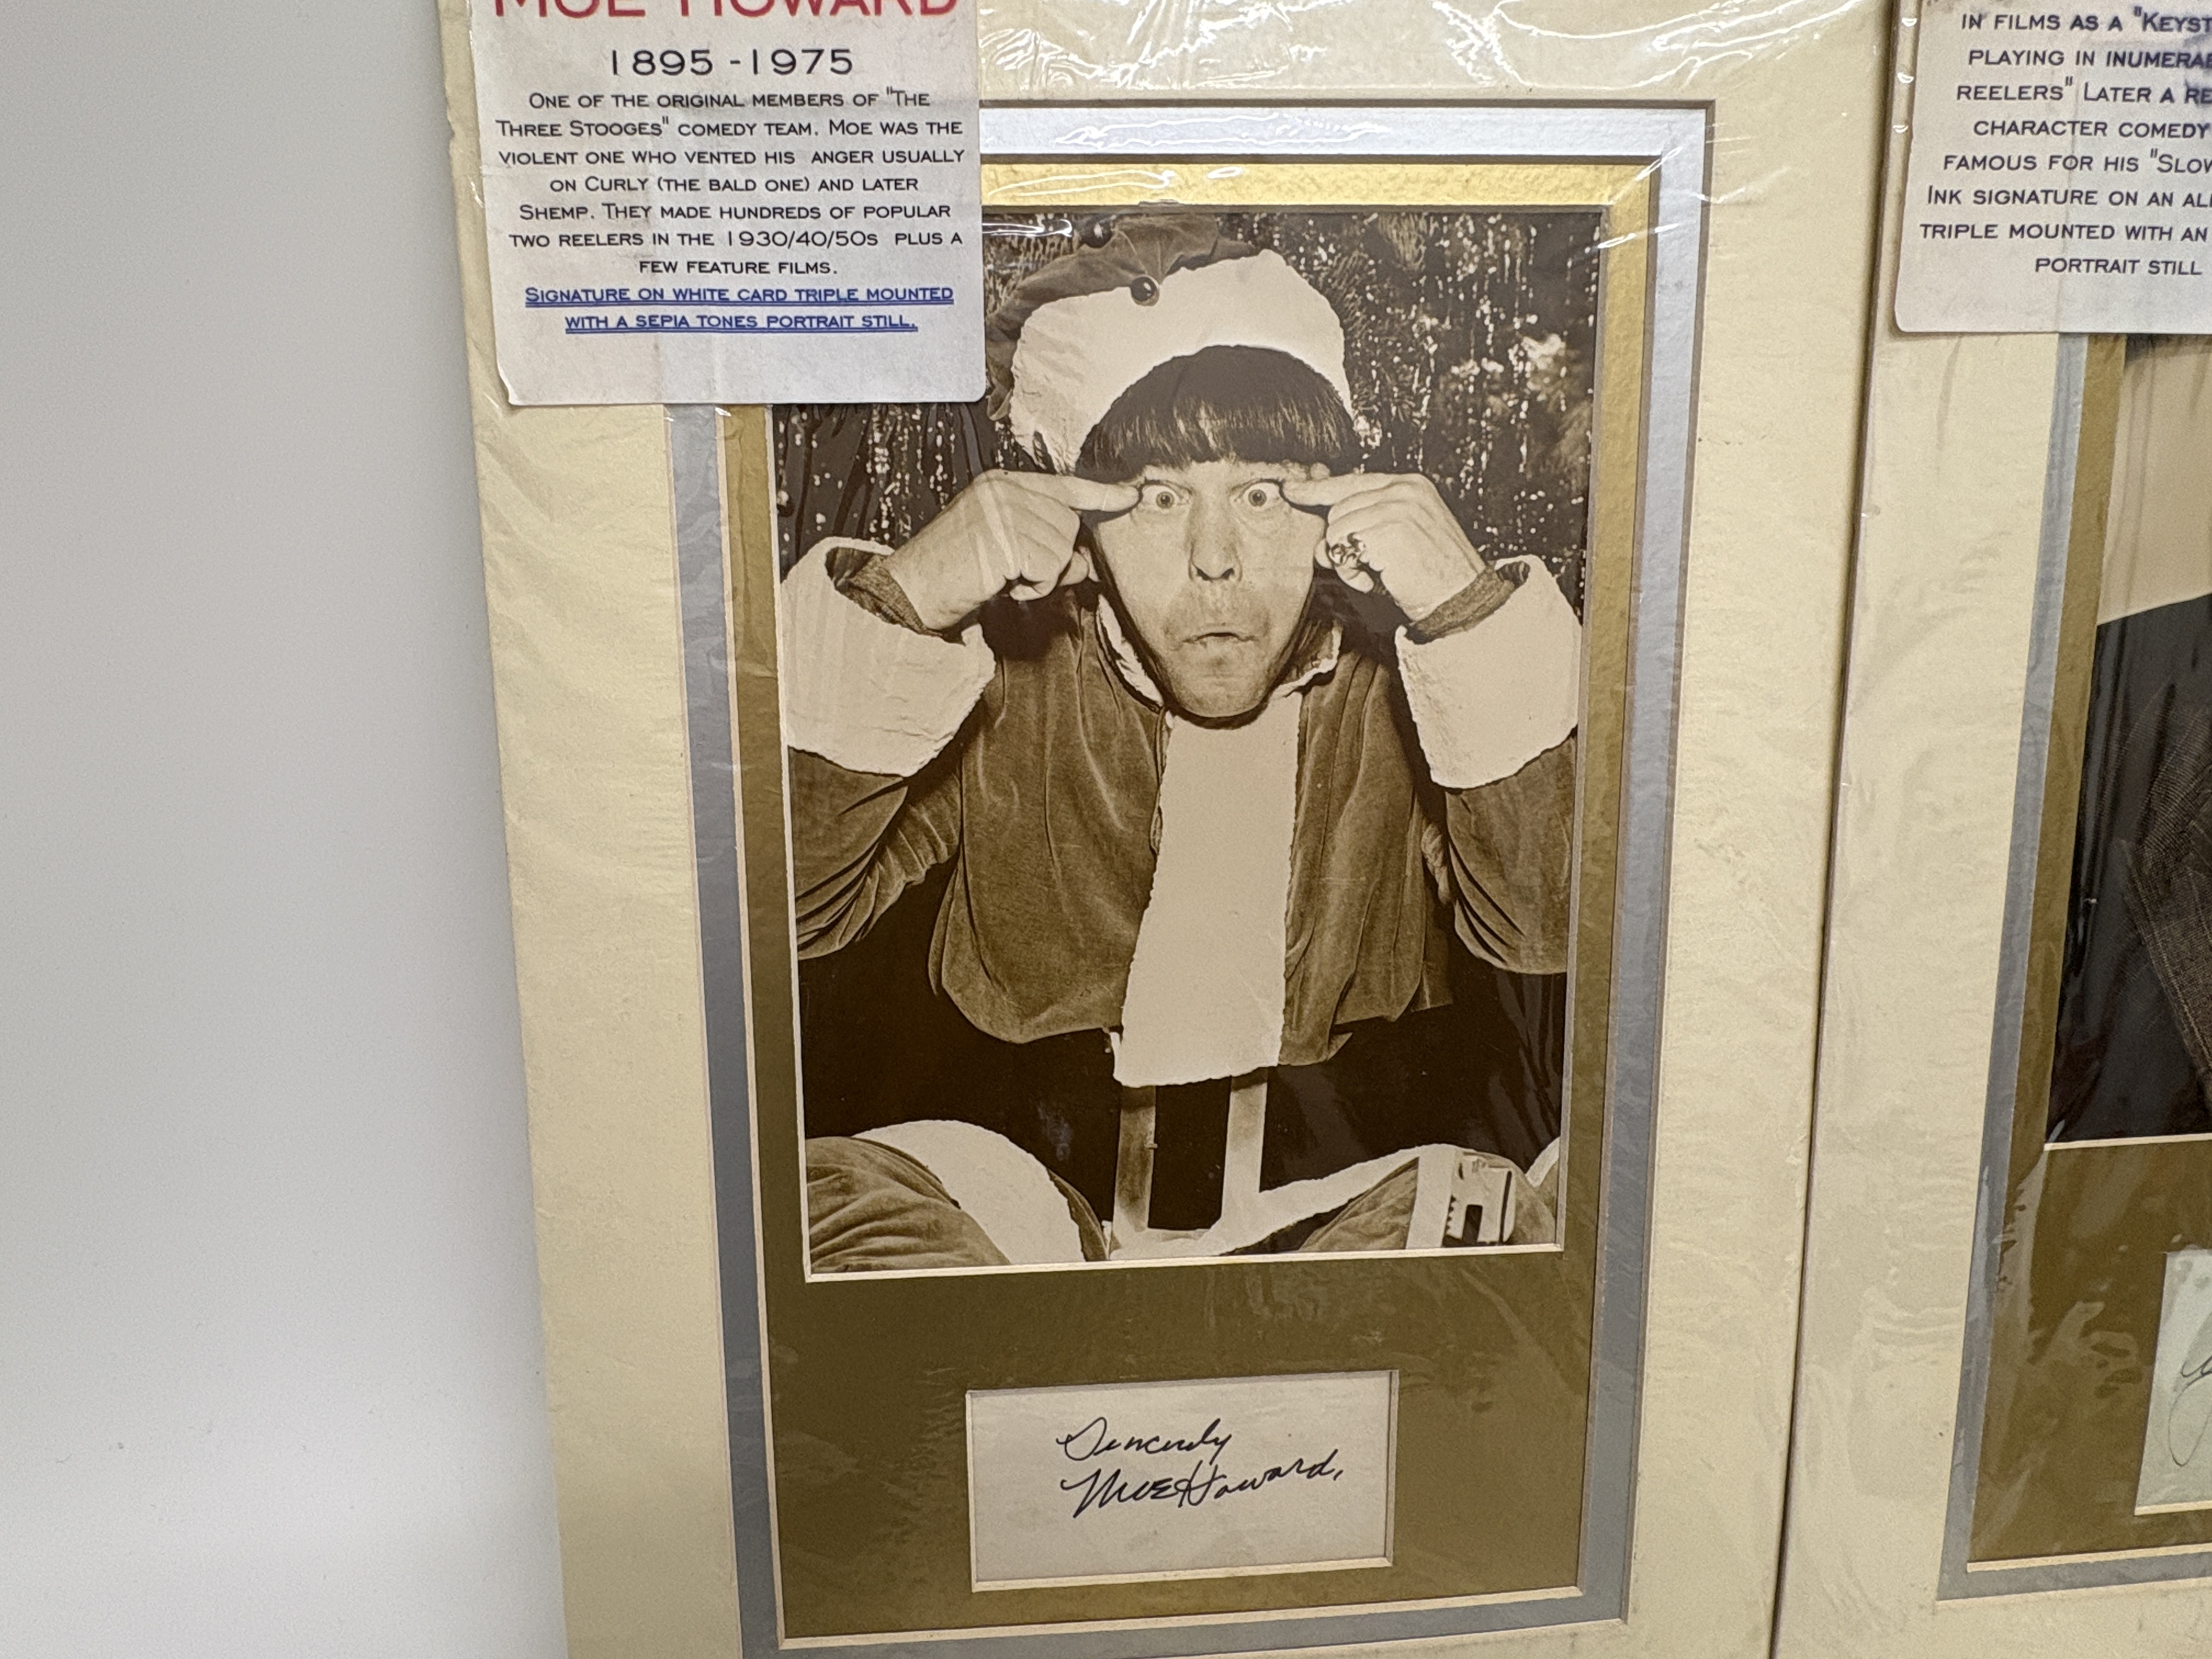 MOE HOWARD
1895 -1975
ONE OF THE ORIGINAL MEMBERS OF "THE
THREE STOOGES" COMEDY TEAM. MOE WAS THE
VIOLENT ONE WHO VENTED HIS ANGER USUALLY
ON CURLY (THE BALD ONE) AND LATER
SHEMP. THEY MADE HUNDREDS OF POPULAR
TWO REELERS IN THE 1930/40/50S PLUS A
FEW FEATURE FILMS.
SIGNATURE ON WHITE CARD TRIPLE MOUNTED
WITH A SEPIA TONES PORTRAIT STILL.
Sincerely
Moe Howard,
IN FILMS AS A "KEYST
PLAYING IN INUMERAB
REELERS" LATER A RE
CHARACTER COMEDY
FAMOUS FOR HIS "SLOW
INK SIGNATURE ON AN AL
TRIPLE MOUNTED WITH AN
PORTRAIT STILL